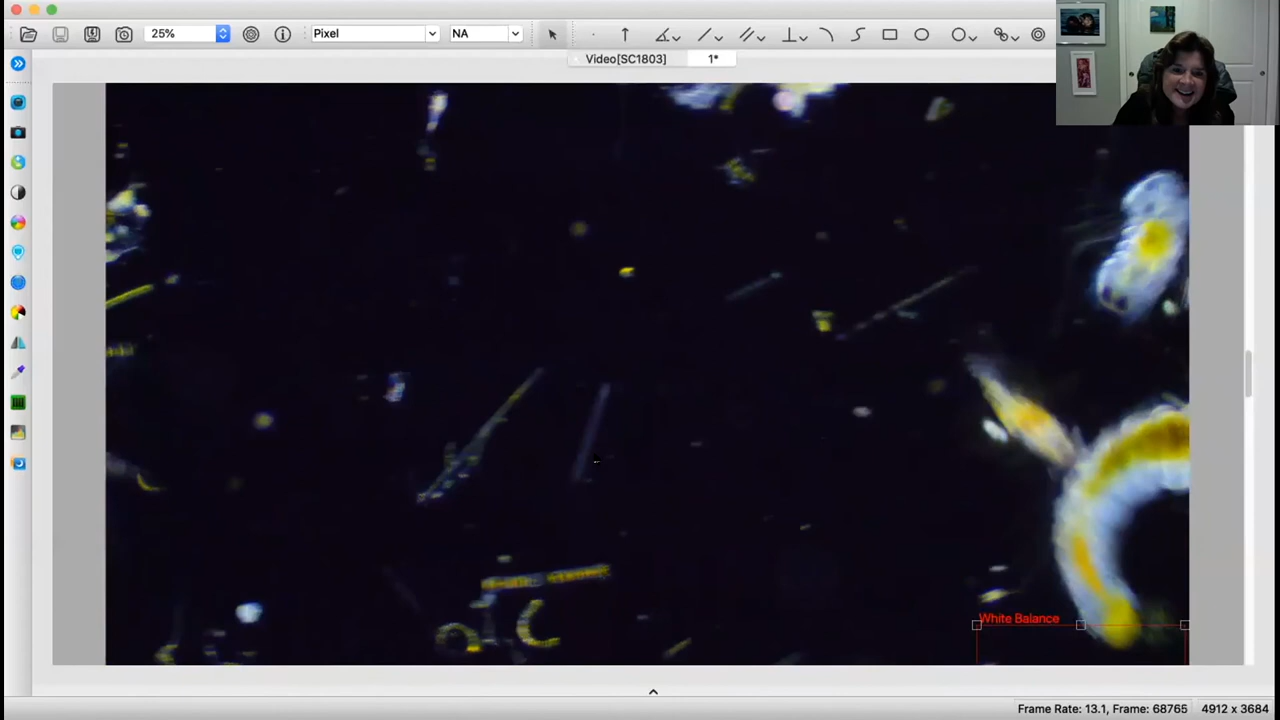 25%
Pixel
NA
Video[SC1803]
1*
White Balance
Frame Rate: 13.1, Frame: 68765
4912 x 3684